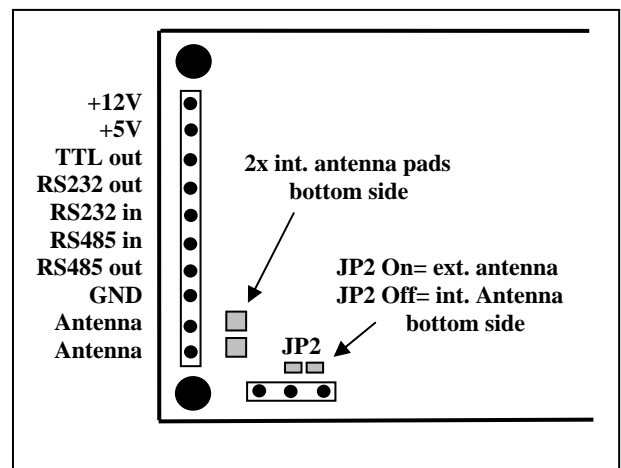 +12V
+5V
TTL out
RS232 out
RS232 in
RS485 in
RS485 out
GND
Antenna
Antenna
2x int. antenna pads
bottom side
JP2 On= ext. antenna
JP2 Off= int. Antenna
bottom side
JP2